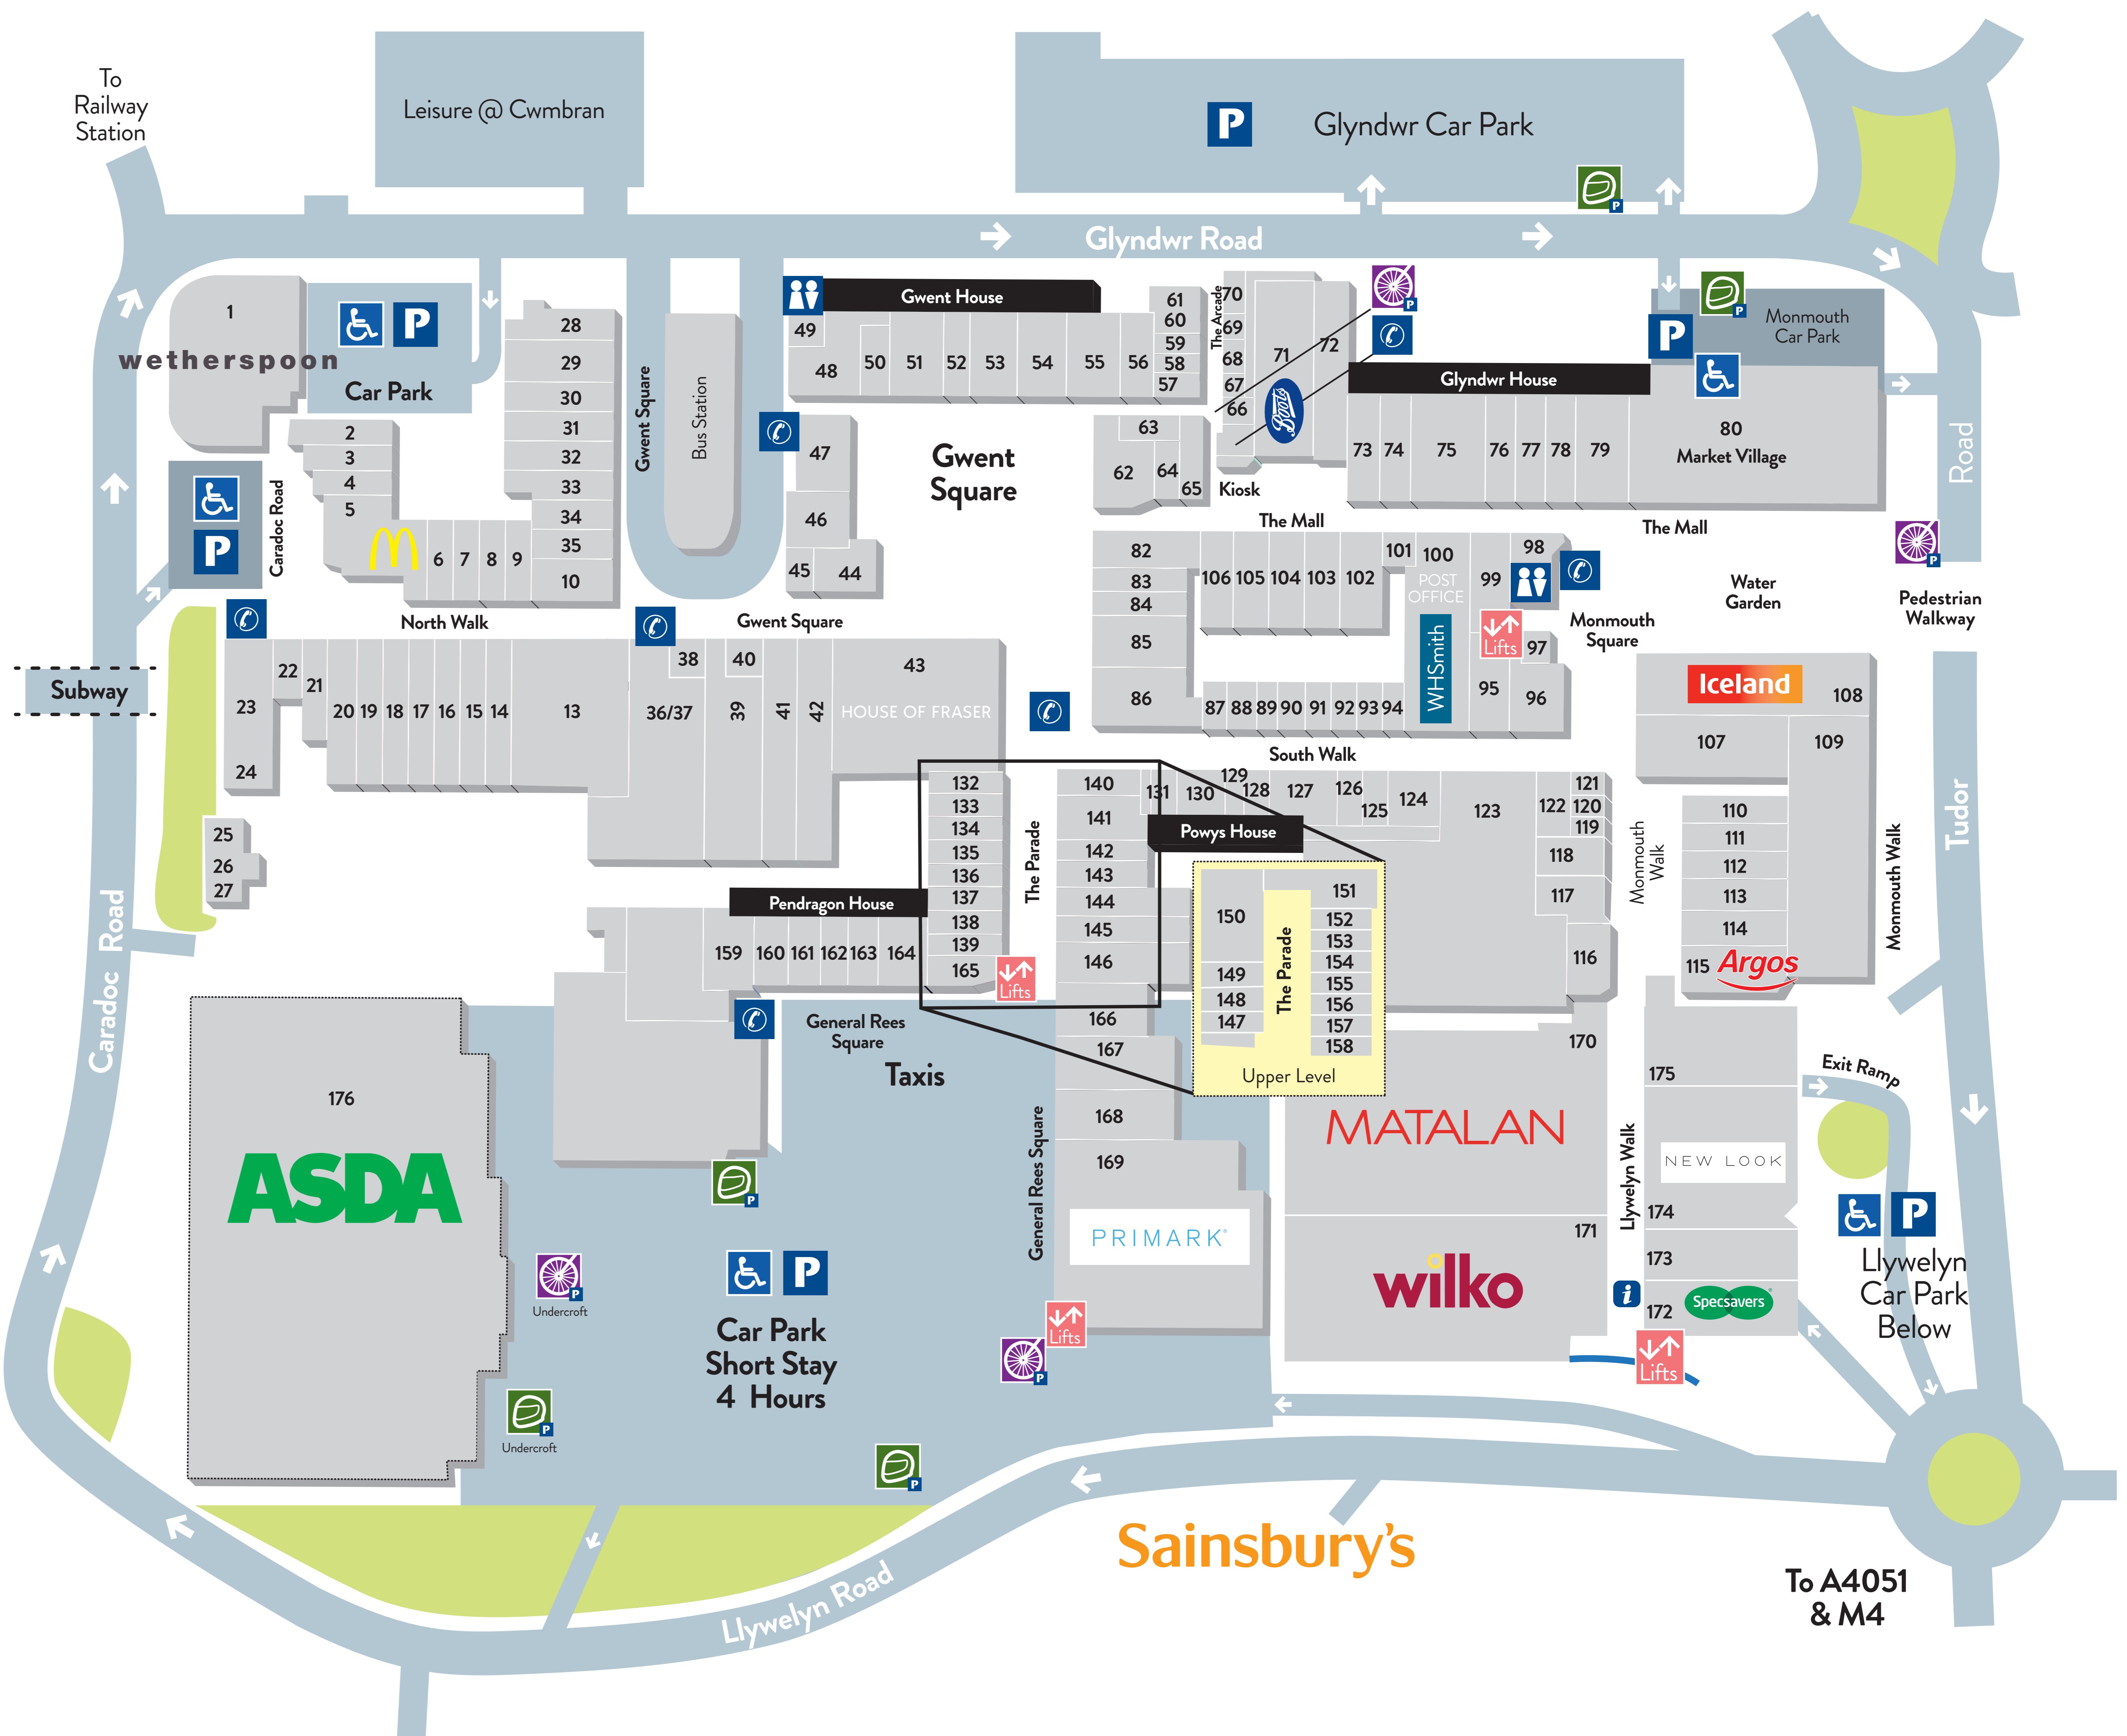 To
Railway
Station
Leisure @ Cwmbran
P
Glyndwr Car Park
P
Glyndwr Road
1
wetherspoon
P
Car Park
28
29
30
31
32
33
34
35
10
Gwent Square
Bus Station
Gwent House
49
48
50
51
52
53
54
55
56
61
60
59
58
57
The Arcade
70
69
68
67
66
71
72
Boots
P
Glyndwr House
P
P
Monmouth
Car Park
73
74
75
76
77
78
79
80
Market Village
Road
2
3
4
5
6
7
8
9
P
Caradoc Road
47
46
45
44
Gwent
Square
63
62
64
65
Kiosk
The Mall
The Mall
P
Water
Garden
Pedestrian
Walkway
82
83
84
85
86
106
105
104
103
102
101
100
POST
OFFICE
WHSmith
99
98
Lifts
97
95
96
Monmouth
Square
87
88
89
90
91
92
93
94
South Walk
North Walk
Gwent Square
Subway
22
21
23
24
20
19
18
17
16
15
14
13
38
36/37
40
39
41
42
43
HOUSE OF FRASER
25
26
27
Iceland
108
107
109
110
111
112
113
114
115
Argos
Monmouth
Walk
Monmouth Walk
Tudor
132
133
134
135
136
137
138
139
165
The Parade
140
141
142
143
144
145
146
131
130
129
128
127
126
125
124
123
122
121
120
119
118
117
116
Powys House
Pendragon House
159
160
161
162
163
164
Lifts
150
149
148
147
The Parade
151
152
153
154
155
156
157
158
Upper Level
Caradoc Road
General Rees
Square
Taxis
166
167
168
169
General Rees Square
PRIMARK
170
MATALAN
171
wilko
175
NEW LOOK
174
173
172
Specsavers
Llywelyn Walk
i
Lifts
Exit Ramp
P
Llywelyn
Car Park
Below
176
ASDA
P
P
Undercroft
P
Undercroft
P
Car Park
Short Stay
4 Hours
Lifts
P
P
Llywelyn Road
Sainsbury's
To A4051
& M4